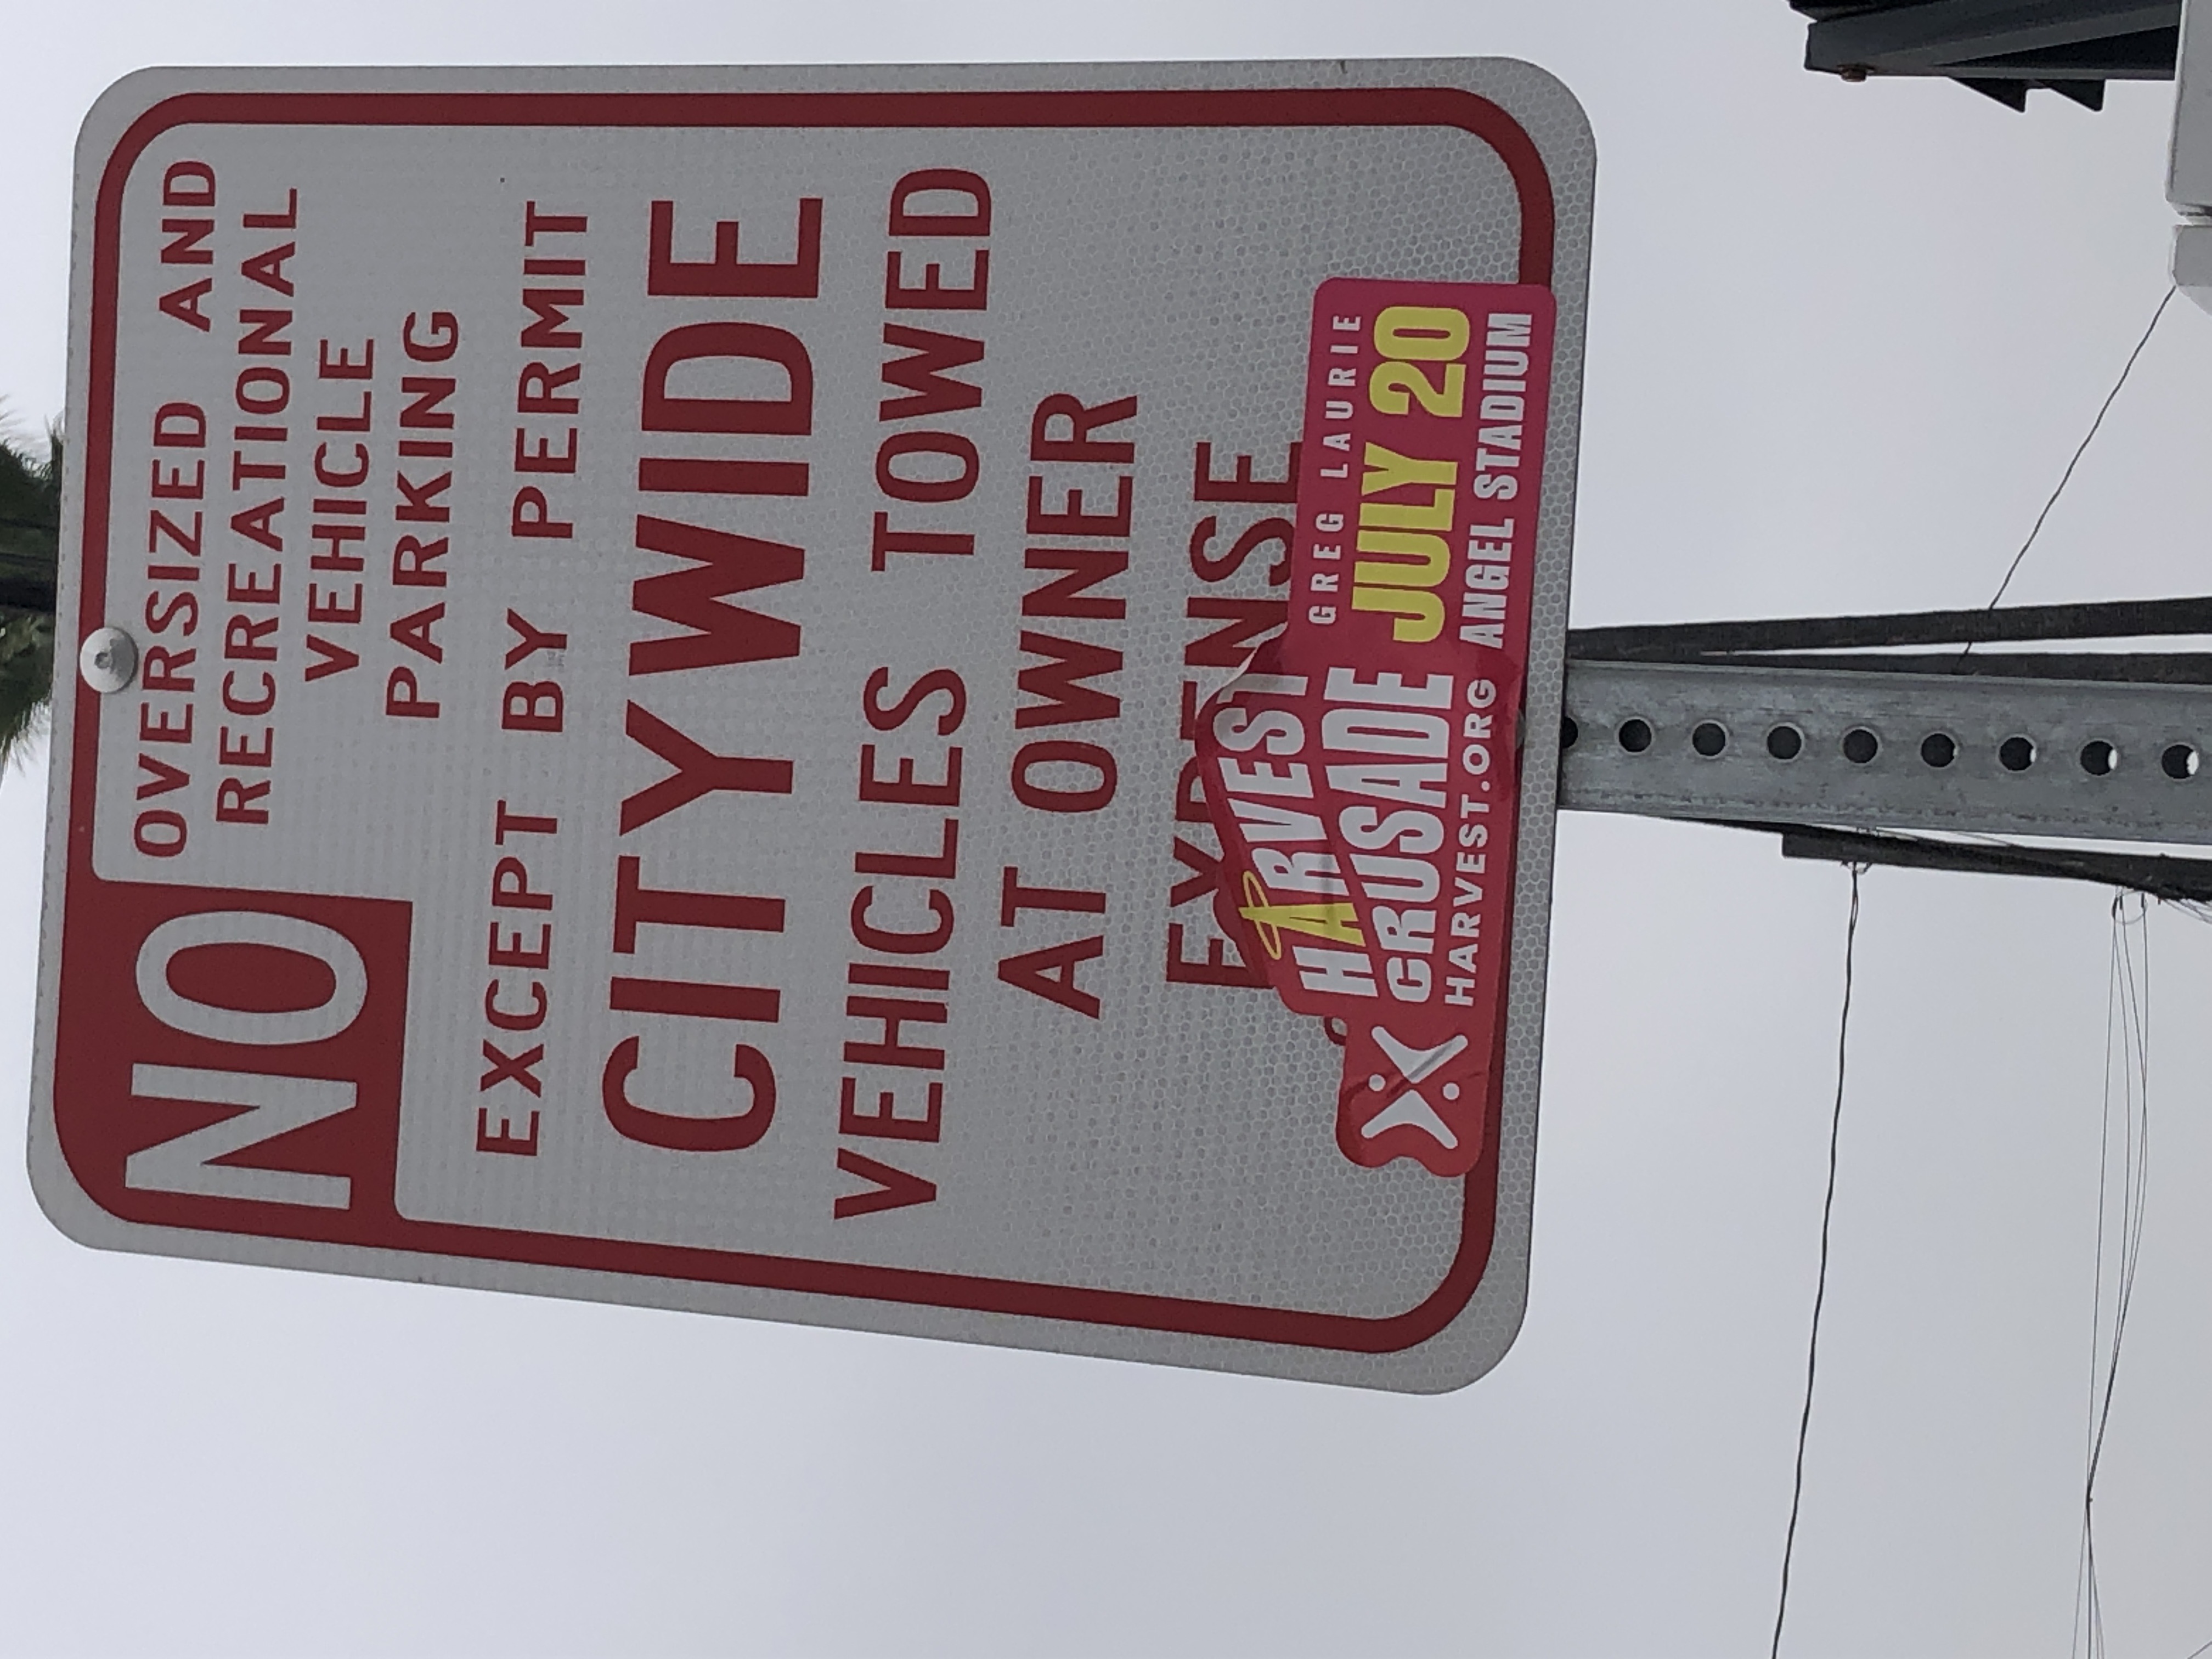 NO OVERSIZED AND
RECREATIONAL
VEHICLE
PARKING
EXCEPT BY PERMIT
CITYWIDE
VEHICLES TOWED
AT OWNER
EXPENSE
HARVEST
CRUSADE
HARVEST.ORG
GREG LAURIE
JULY 20
ANGEL STADIUM